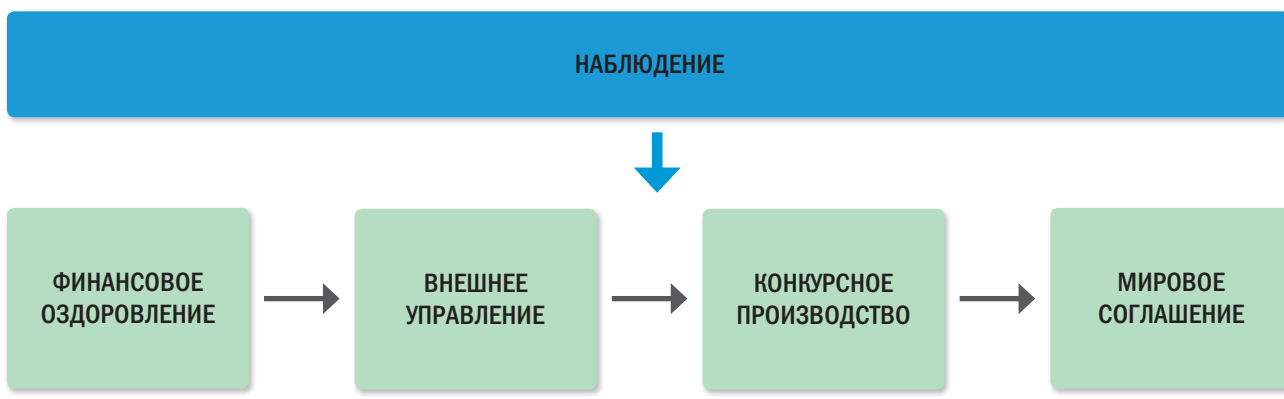 НАБЛЮДЕНИЕ
ФИНАНСОВОЕ
ОЗДОРОВЛЕНИЕ
ВНЕШНЕЕ
УПРАВЛЕНИЕ
КОНКУРСНОЕ
ПРОИЗВОДСТВО
МИРОВОЕ
СОГЛАШЕНИЕ